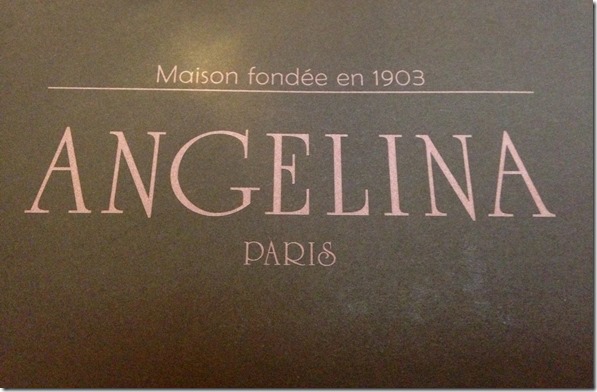 Maison fondée en 1903
ANGELINA
PARIS